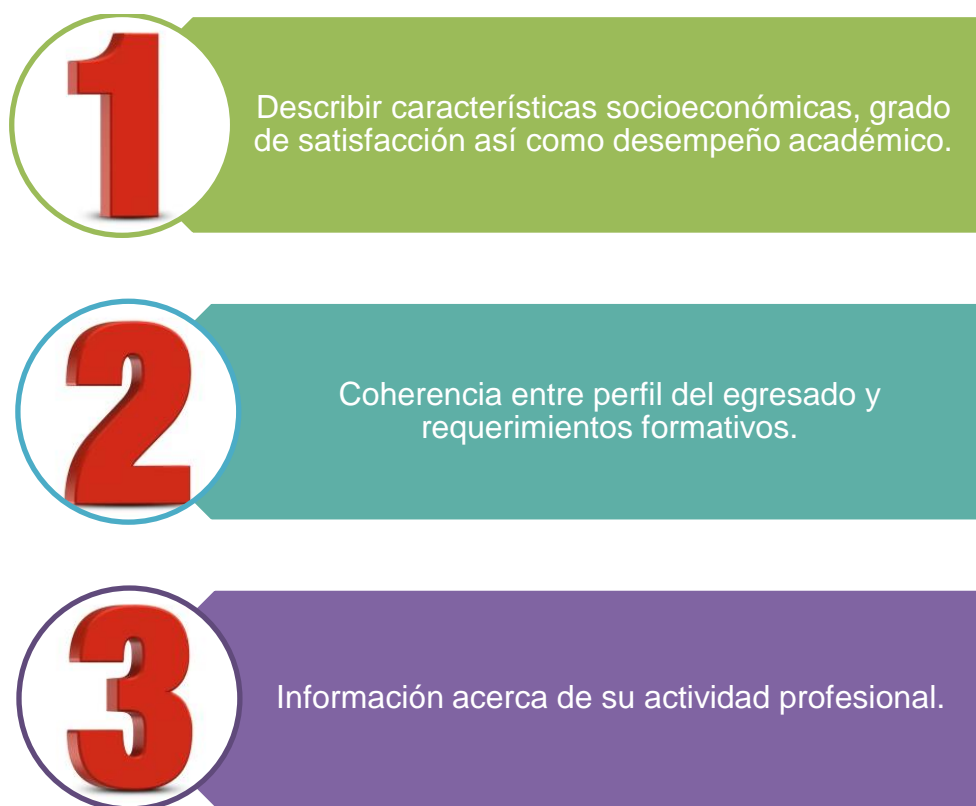 1
Describir características socioeconómicas, grado
de satisfacción así como desempeño académico.
2
Coherencia entre perfil del egresado y
requerimientos formativos.
3
Información acerca de su actividad profesional.